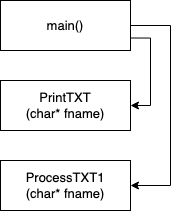 main()
PrintTXT
(char* fname)
ProcessTXT1
(char* fname)